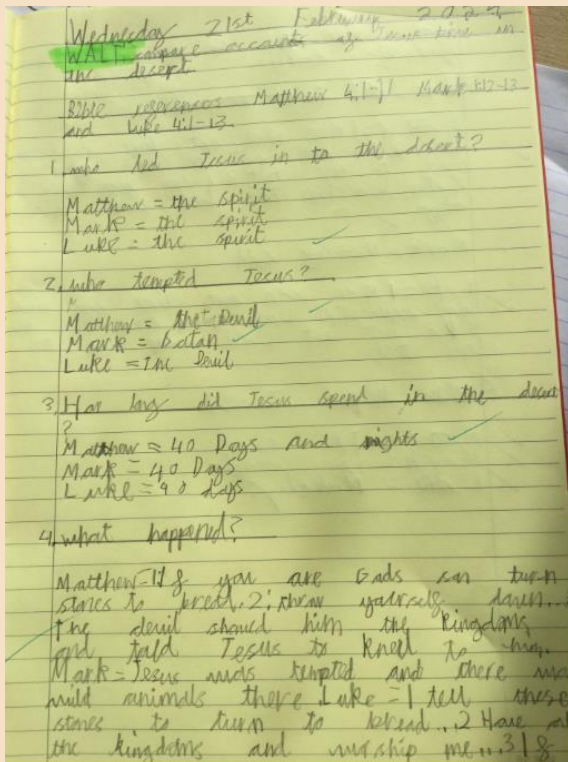 Wednesday 21st February 2024
WALT compare accounts of Jesus time in
the desert
Bible references Matthew 4:1-11 Mark 1:12-13
and Luke 4:1-13
1. who led Jesus in to the desert?
Matthew = the spirit
Mark = the spirit
Luke = the spirit
2. who tempted Jesus?
Matthew = the Devil
Mark = Satan
Luke = The Devil
3. How long did Jesus spend in the desert
?
Matthew = 40 Days and nights
Mark = 40 Days
Luke = 40 days
4. what happened?
Matthew = 1 If you are Gods son turn
stones to bread. 2; throw yourself down...
The devil showed him the kingdoms
and told Jesus to kneel to him.
Mark = Jesus was tempted and there was
wild animals there. Luke = 1 tell these
stones to turn to bread... 2 Have all
the kingdoms and worship me... 3 If